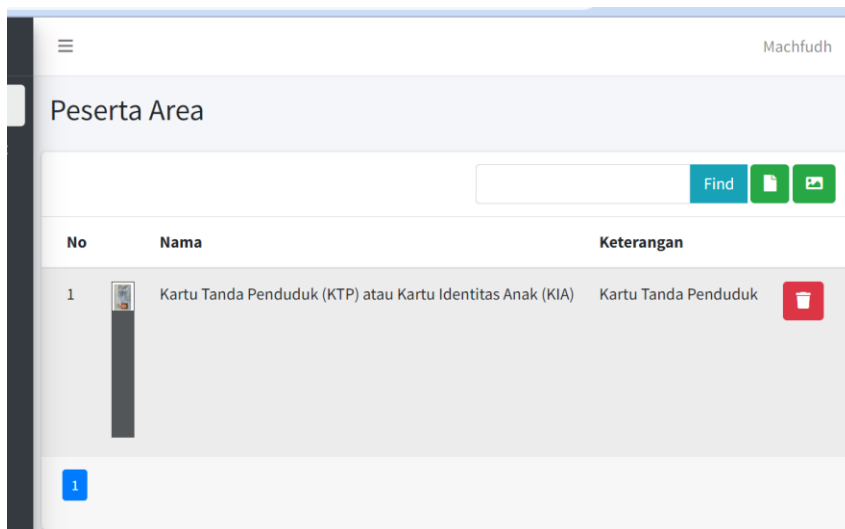 Machfudh
Peserta Area
Find
No Nama Keterangan
1 Kartu Tanda Penduduk (KTP) atau Kartu Identitas Anak (KIA) Kartu Tanda Penduduk
1